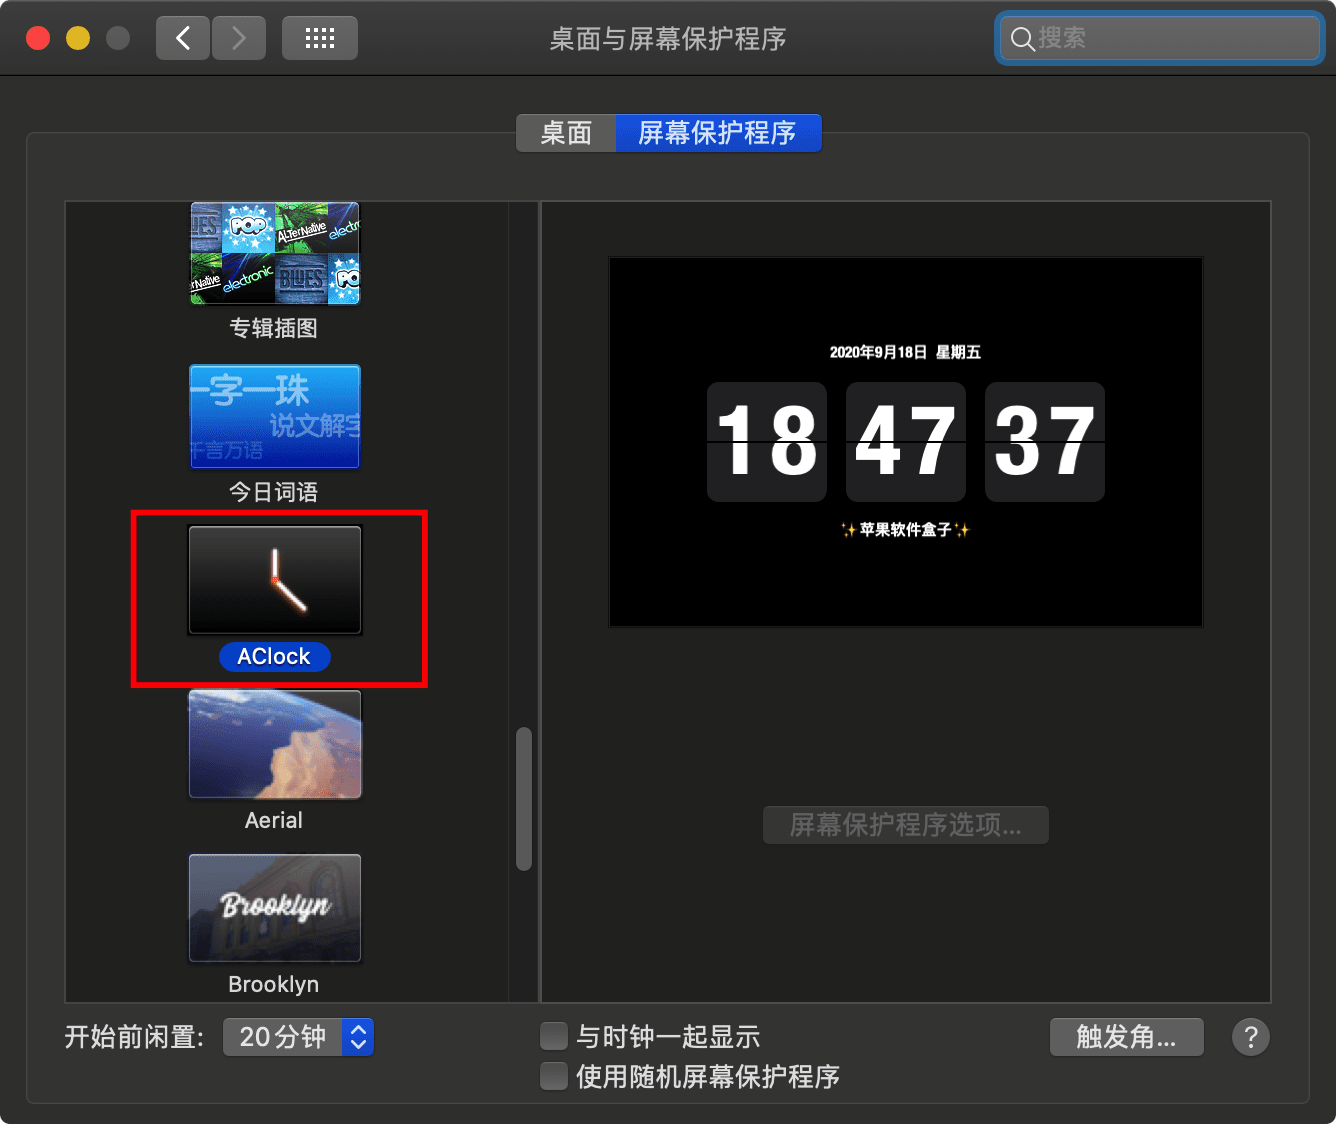 桌面与屏幕保护程序
搜索
桌面
屏幕保护程序
BLUES POP ALTerNative electr
rNative electronic BLUES PO
专辑插图
一字一珠
说文解字
千言万语
今日词语
AClock
Aerial
Brooklyn
Brooklyn
2020年9月18日 星期五
18 47 37
✨苹果软件盒子✨
屏幕保护程序选项...
开始前闲置:
20分钟
与时钟一起显示
使用随机屏幕保护程序
触发角...
?